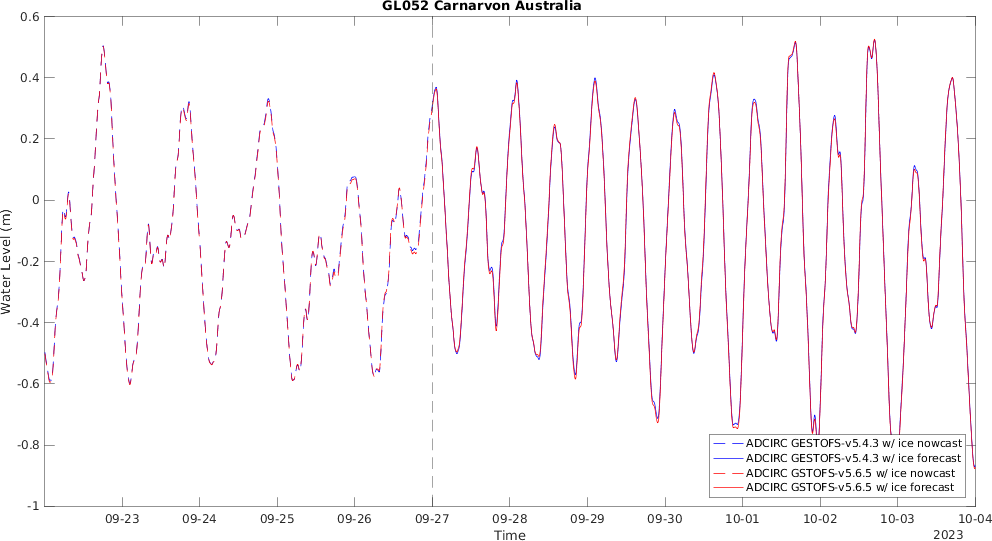 GL052 Carnarvon Australia
0.6
0.4
0.2
0
-0.2
-0.4
-0.6
-0.8
-1
Water Level (m)
ADCIRC GESTOFS-v5.4.3 w/ ice nowcast
ADCIRC GESTOFS-v5.4.3 w/ ice forecast
ADCIRC GSTOFS-v5.6.5 w/ ice nowcast
ADCIRC GSTOFS-v5.6.5 w/ ice forecast
09-23 09-24 09-25 09-26 09-27 09-28 09-29 09-30 10-01 10-02 10-03 10-04
Time
2023